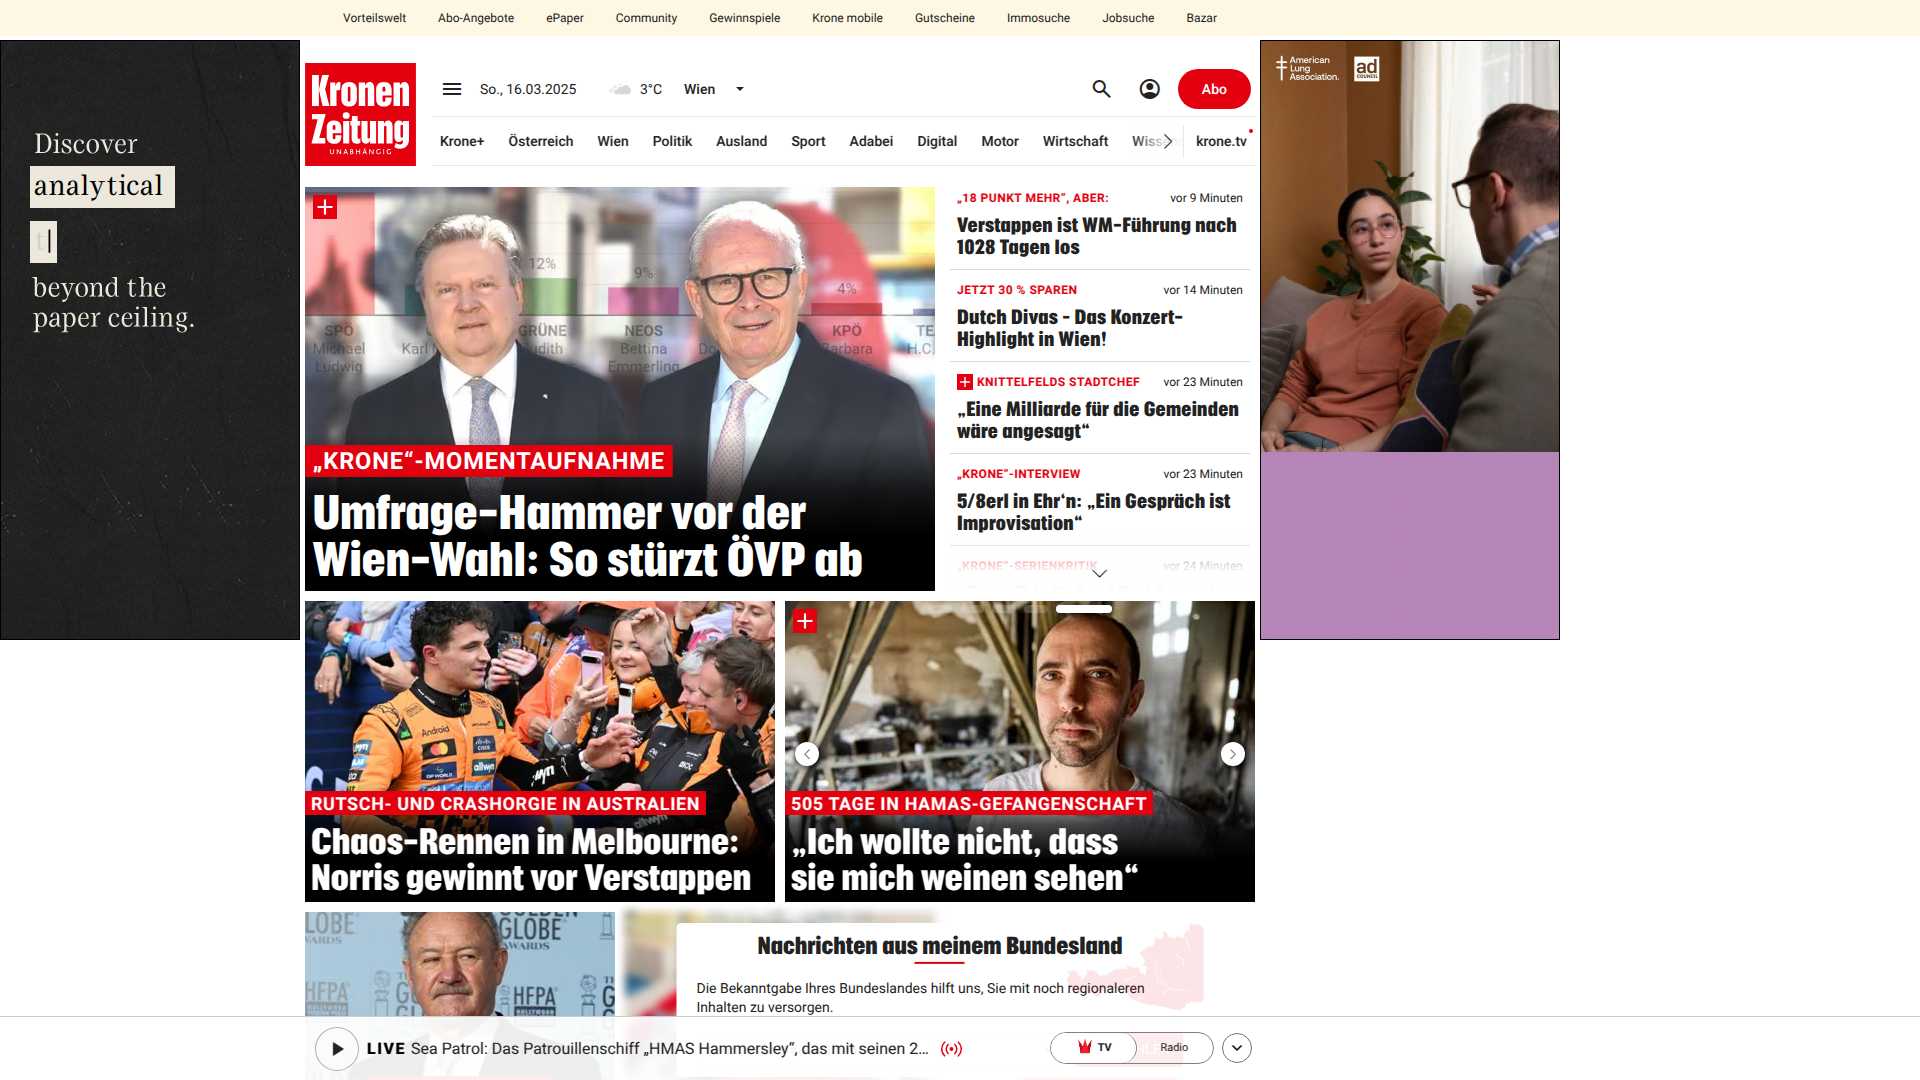 Vorteilswelt Abo-Angebote ePaper Community Gewinnspiele Krone mobile Gutscheine Immosuche Jobsuche Bazar
Discover
analytical
beyond the
paper ceiling.
Kronen
Zeitung
UNABHÄNGIG
So., 16.03.2025 3°C Wien
Abo
Krone+ Österreich Wien Politik Ausland Sport Adabei Digital Motor Wirtschaft krone.tv
American
Lung
Association.
ad
COUNCIL
12%
9%
4%
SPÖ GRÜNE NEOS KPÖ
Michael
Ludwig
Bettina
Emmerling
„KRONE“-MOMENTAUFNAHME
Umfrage-Hammer vor der
Wien-Wahl: So stürzt ÖVP ab
„18 PUNKT MEHR“, ABER: vor 9 Minuten
Verstappen ist WM-Führung nach
1028 Tagen los
JETZT 30 % SPAREN vor 14 Minuten
Dutch Divas - Das Konzert-
Highlight in Wien!
KNITTELFELDS STADTCHEF vor 23 Minuten
„Eine Milliarde für die Gemeinden
wäre angesagt“
„KRONE“-INTERVIEW vor 23 Minuten
5/8erl in Ehr‘n: „Ein Gespräch ist
Improvisation“
„KRONE“-SERIENKRITIK vor 24 Minuten
Android
RUTSCH- UND CRASHORGIE IN AUSTRALIEN
Chaos-Rennen in Melbourne:
Norris gewinnt vor Verstappen
505 TAGE IN HAMAS-GEFANGENSCHAFT
„Ich wollte nicht, dass
sie mich weinen sehen“
GOLDEN
GLOBE
AWARDS
HFPA
Nachrichten aus meinem Bundesland
Die Bekanntgabe Ihres Bundeslandes hilft uns, Sie mit noch regionaleren
Inhalten zu versorgen.
LIVE Sea Patrol: Das Patrouillenschiff „HMAS Hammersley“, das mit seinen 2...
TV Radio